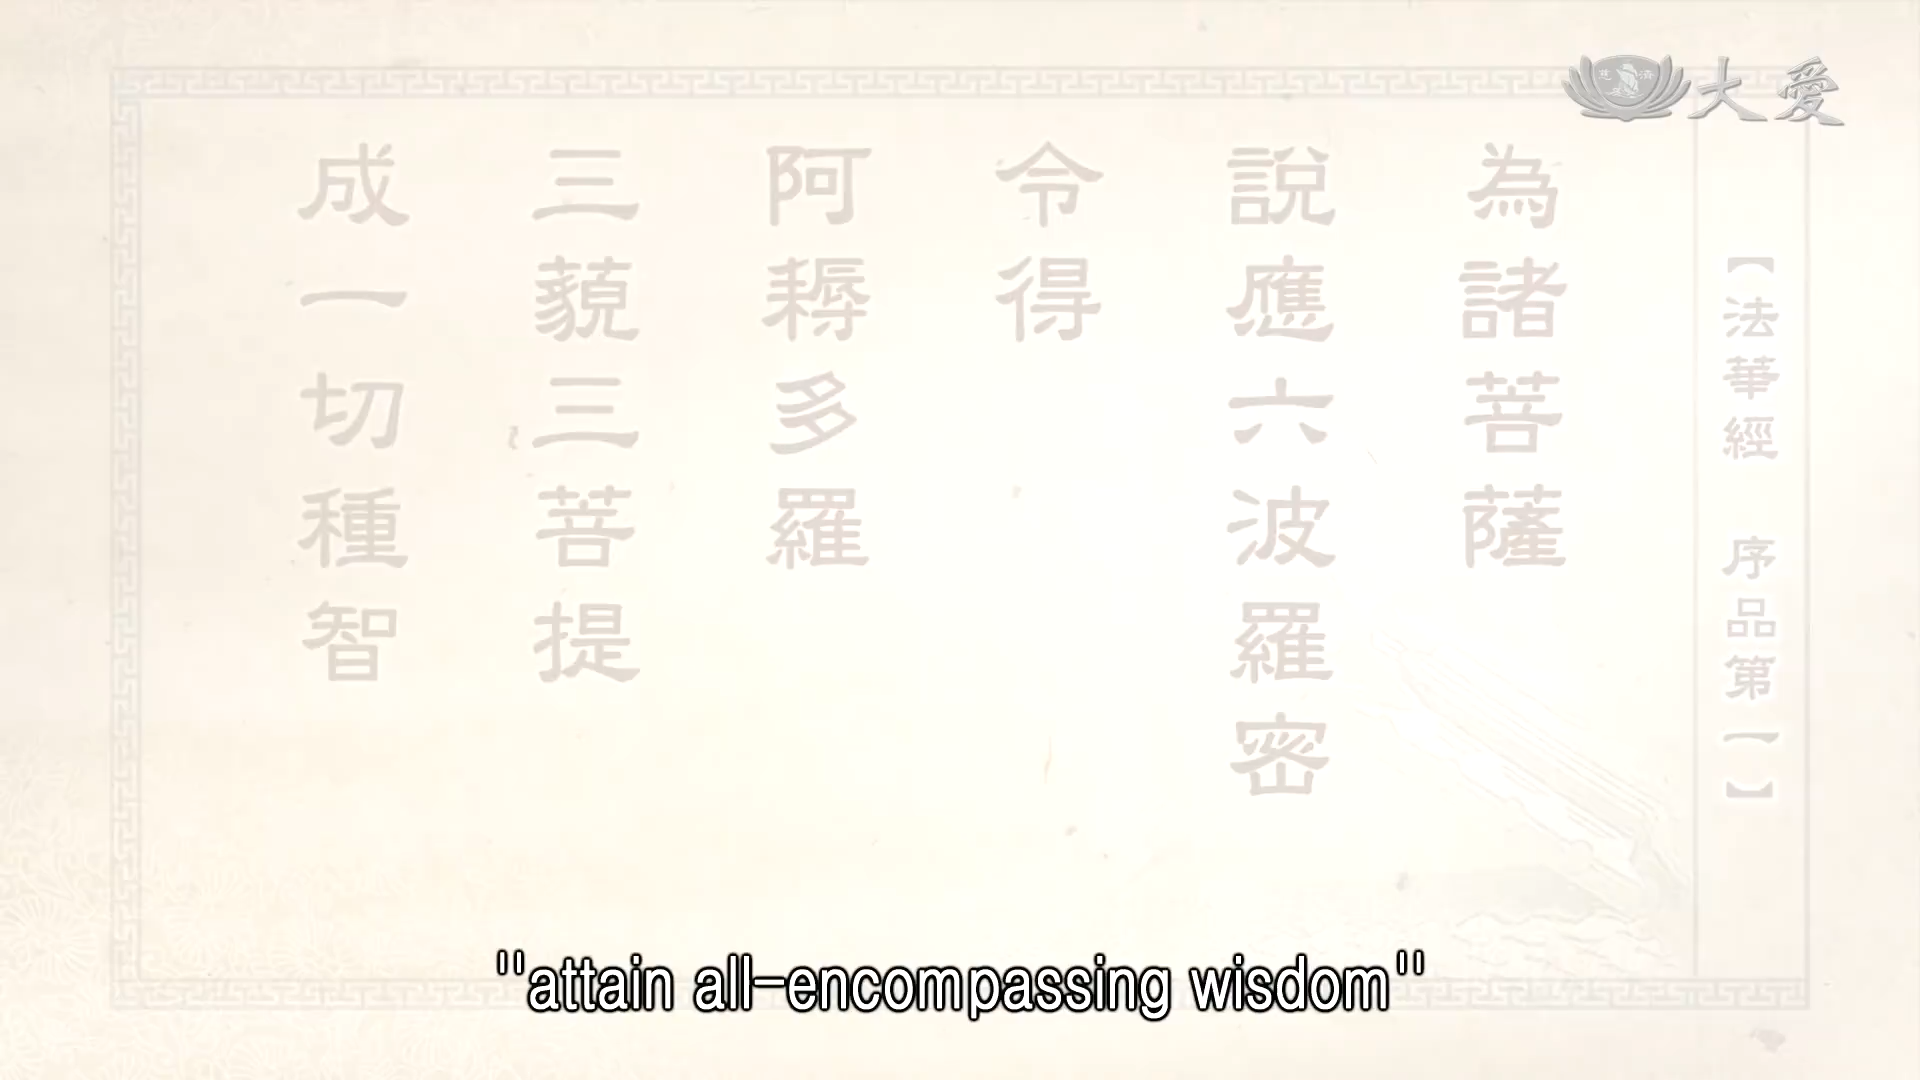 大愛
慈濟
【法華經 序品第一】
為諸菩薩
說應六波羅密
令得
阿耨多羅
三藐三菩提
成一切種智
"attain all-encompassing wisdom"